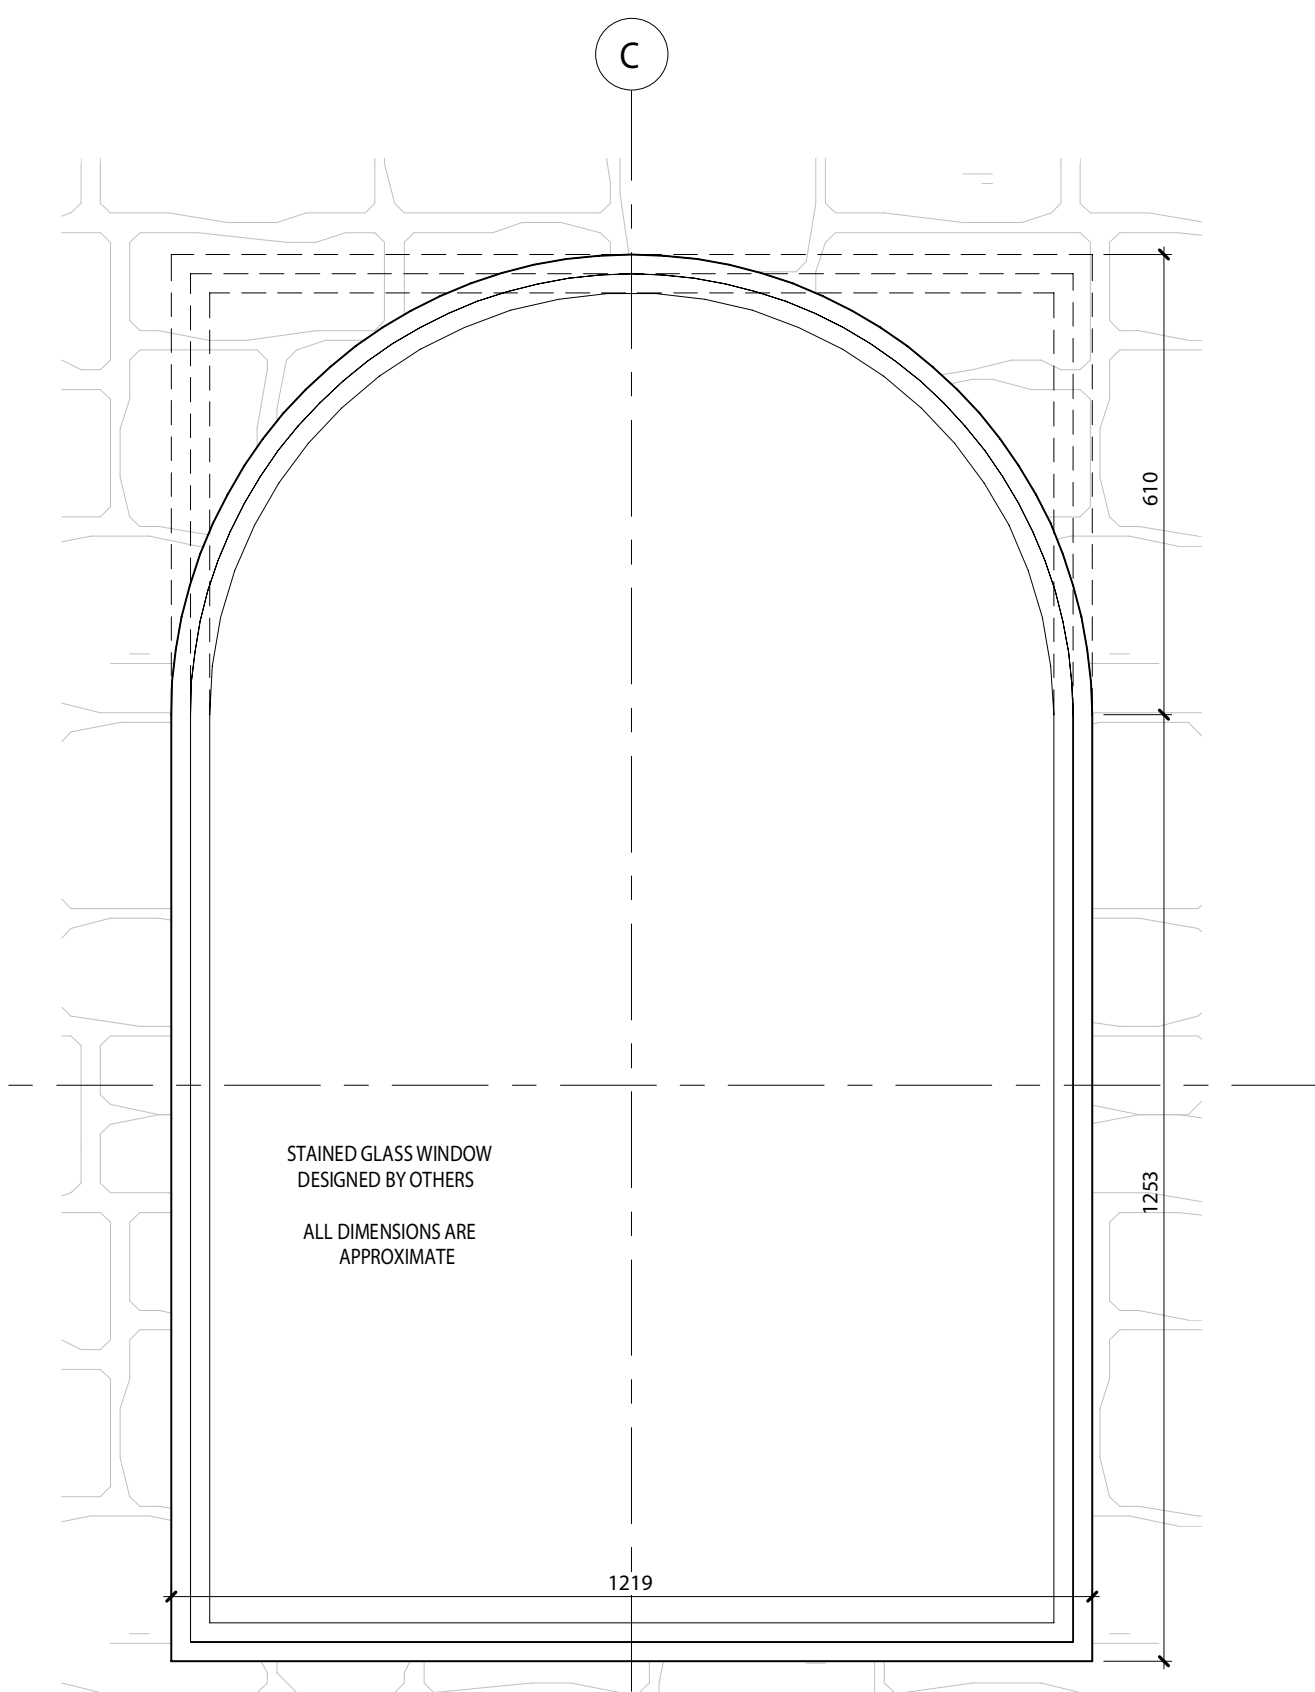 C
610
1253
STAINED GLASS WINDOW
DESIGNED BY OTHERS
ALL DIMENSIONS ARE
APPROXIMATE
1219